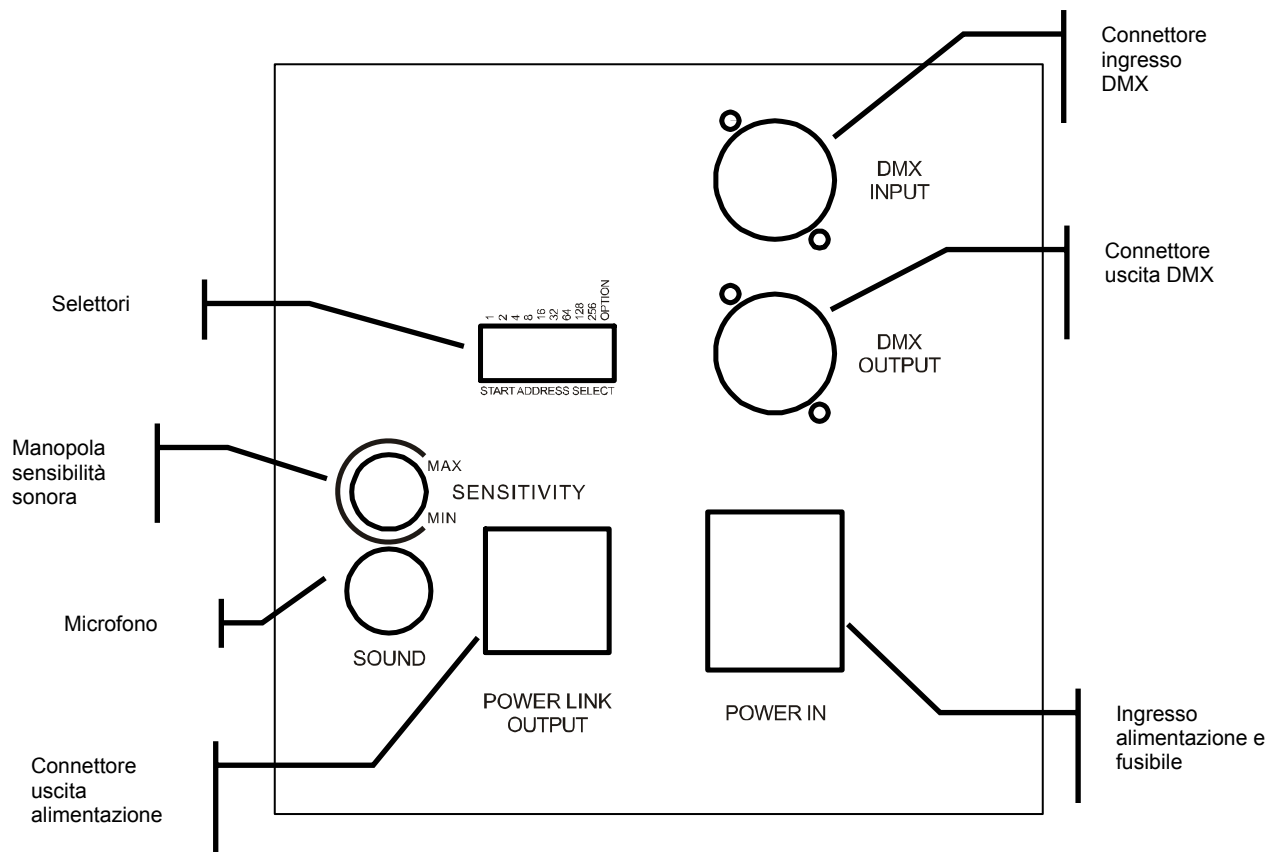 Connettore
ingresso
DMX
DMX
INPUT
Connettore
uscita DMX
DMX
OUTPUT
Selettori
1
2
4
8
16
32
64
128
256
OPTION
START ADDRESS SELECT
Manopola
sensibilità
sonora
MAX
SENSITIVITY
MIN
Microfono
SOUND
POWER LINK
OUTPUT
POWER IN
Connettore
uscita
alimentazione
Ingresso
alimentazione e
fusibile